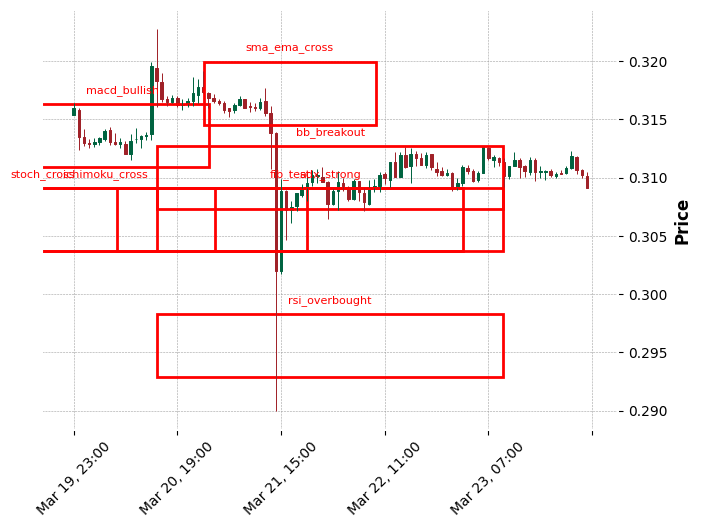 sma_ema_cross
macd_bullis
bb_breakout
stoch_cross
ichimoku_cross
rsi_overbought
0.320
0.315
0.310
0.305
0.300
0.295
0.290
Price
Mar 19, 23:00
Mar 20, 19:00
Mar 21, 15:00
Mar 22, 11:00
Mar 23, 07:00